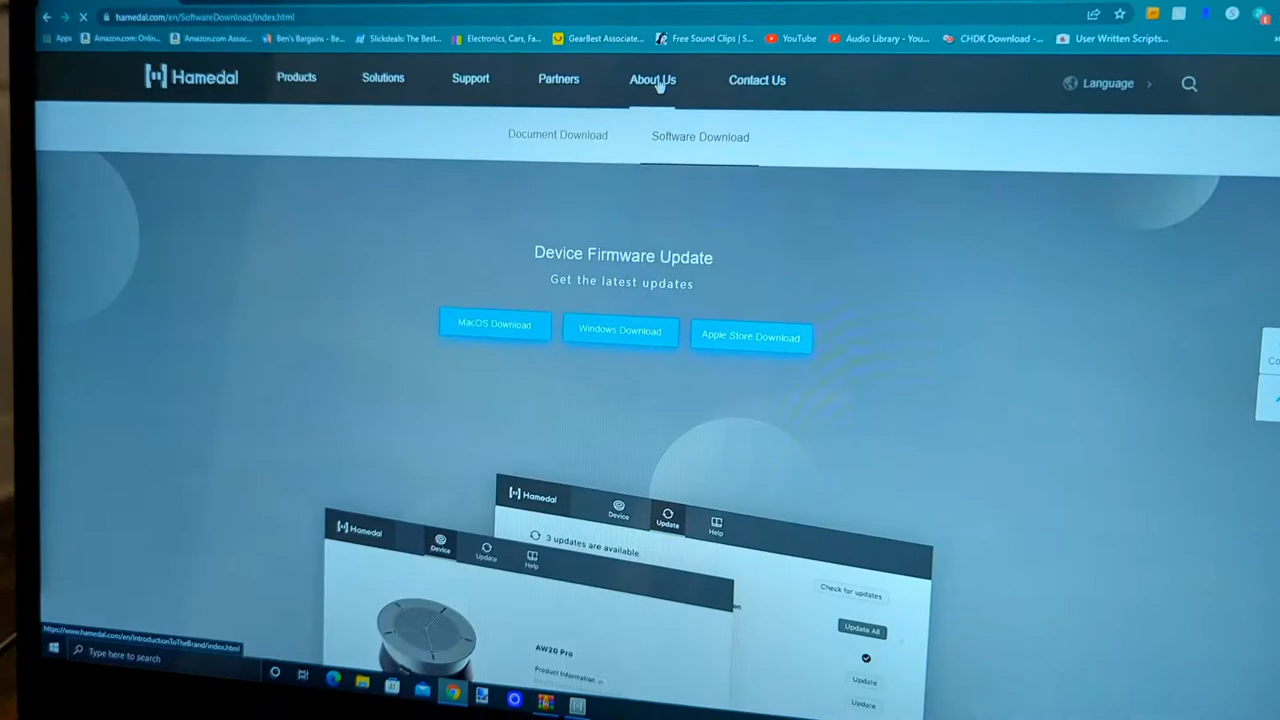 hamedal.com/en/SoftwareDownload/index.html
Apps Amazon.com: Onlin... Amazon.com Assoc... Ben's Bargains - Be... Slickdeals: The Best... Electronics, Cars, Fa... GearBest Associate... Free Sound Clips | S... YouTube Audio Library - You... CHDK Download -... User Written Scripts...
Hamedal Products Solutions Support Partners About Us Contact Us Language
Document Download Software Download
Device Firmware Update
Get the latest updates
MacOS Download Windows Download Apple Store Download
Co
Hamedal Device Update Help
3 updates are available
Check for updates
Update All
Update
Update
Hamedal Device Update Help
AW20 Pro
Product Information
https://www.hamedal.com/en/IntroductionToTheBrand/index.html
Type here to search